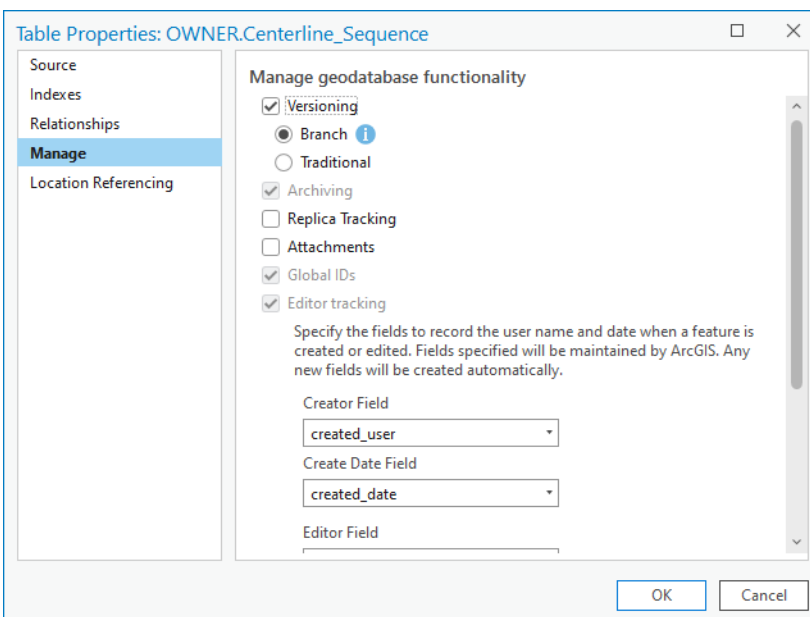 Table Properties: OWNER.Centerline_Sequence
Source
Indexes
Relationships
Manage
Location Referencing
Manage geodatabase functionality
Versioning
Branch
Traditional
Archiving
Replica Tracking
Attachments
Global IDs
Editor tracking
Specify the fields to record the user name and date when a feature is
created or edited. Fields specified will be maintained by ArcGIS. Any
new fields will be created automatically.
Creator Field
created_user
Create Date Field
created_date
Editor Field
OK
Cancel